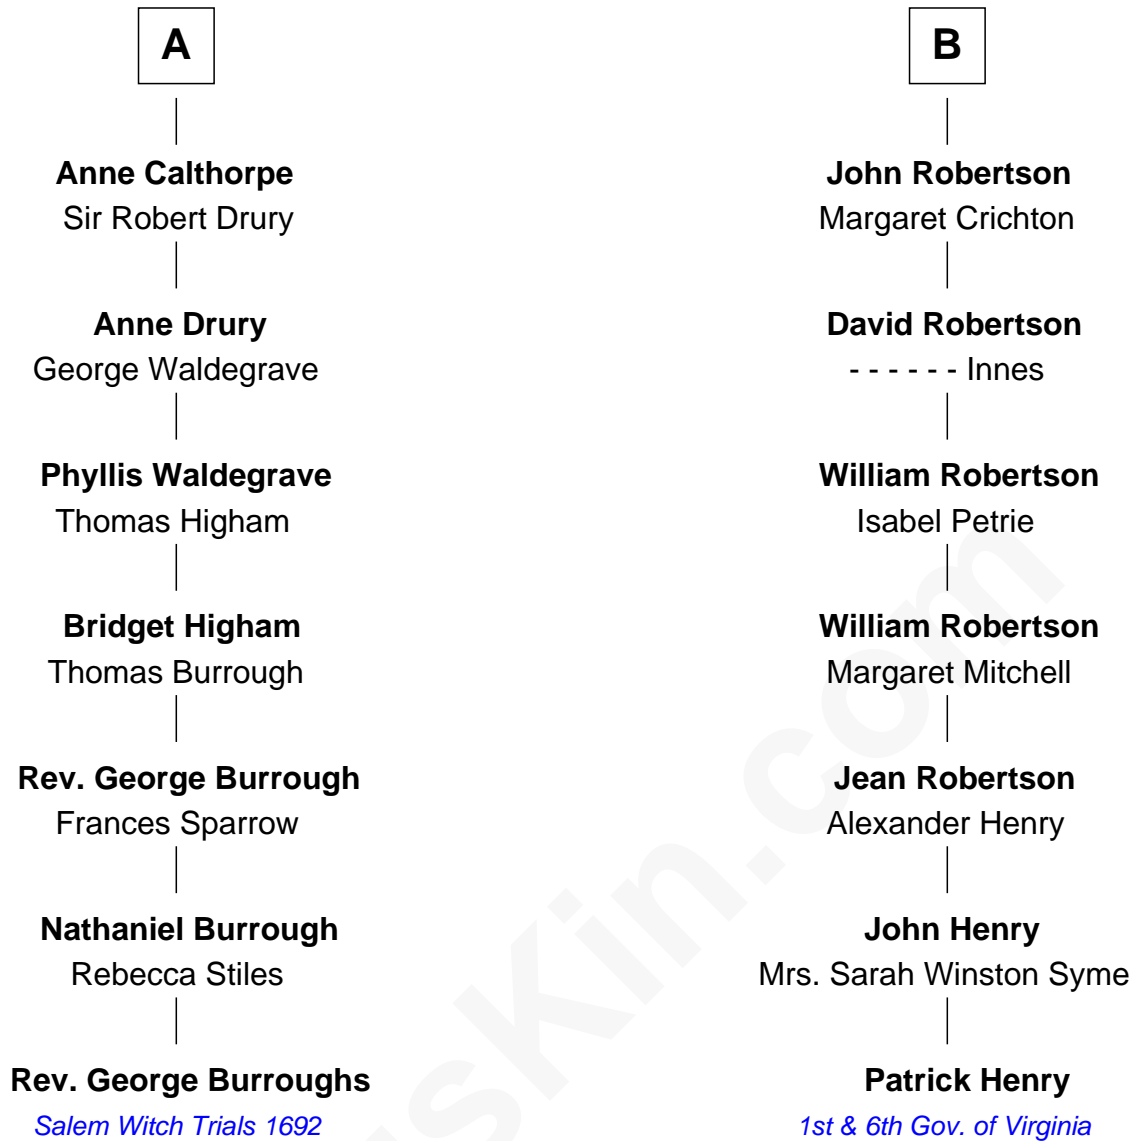 A
Anne Calthorpe
Sir Robert Drury
Anne Drury
George Waldegrave
Phyllis Waldegrave
Thomas Higham
Bridget Higham
Thomas Burrough
Rev. George Burrough
Frances Sparrow
Nathaniel Burrough
Rebecca Stiles
Rev. George Burroughs
Salem Witch Trials 1692
B
John Robertson
Margaret Crichton
David Robertson
- - - - - - Innes
William Robertson
Isabel Petrie
William Robertson
Margaret Mitchell
Jean Robertson
Alexander Henry
John Henry
Mrs. Sarah Winston Syme
Patrick Henry
1st & 6th Gov. of Virginia